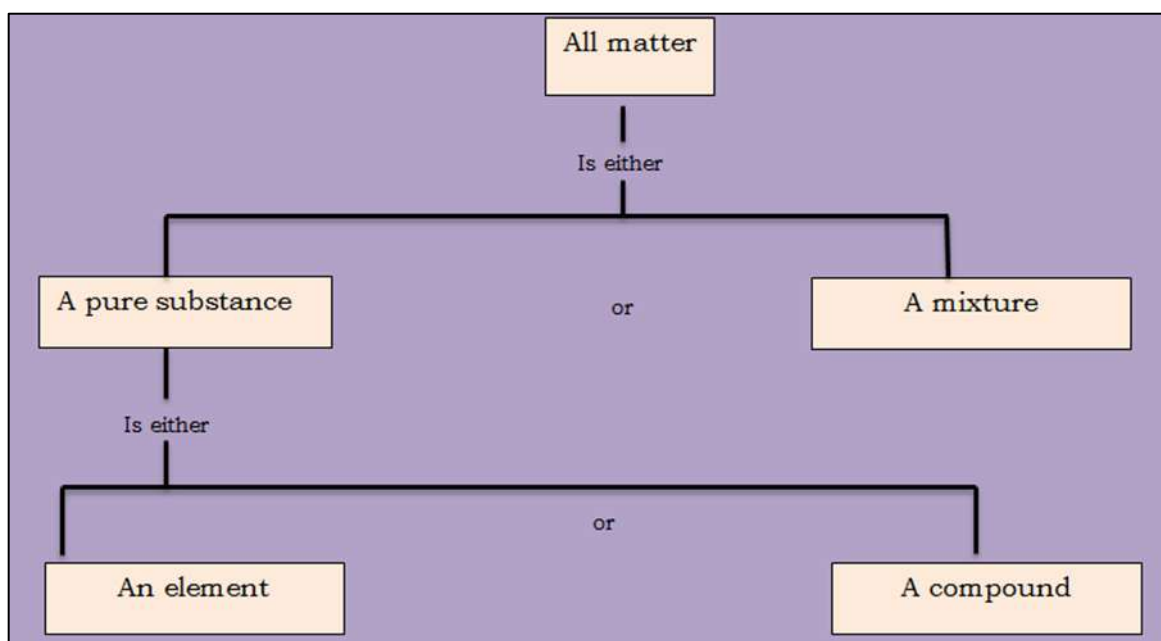 All matter
Is either
A pure substance
or
A mixture
Is either
or
An element
A compound